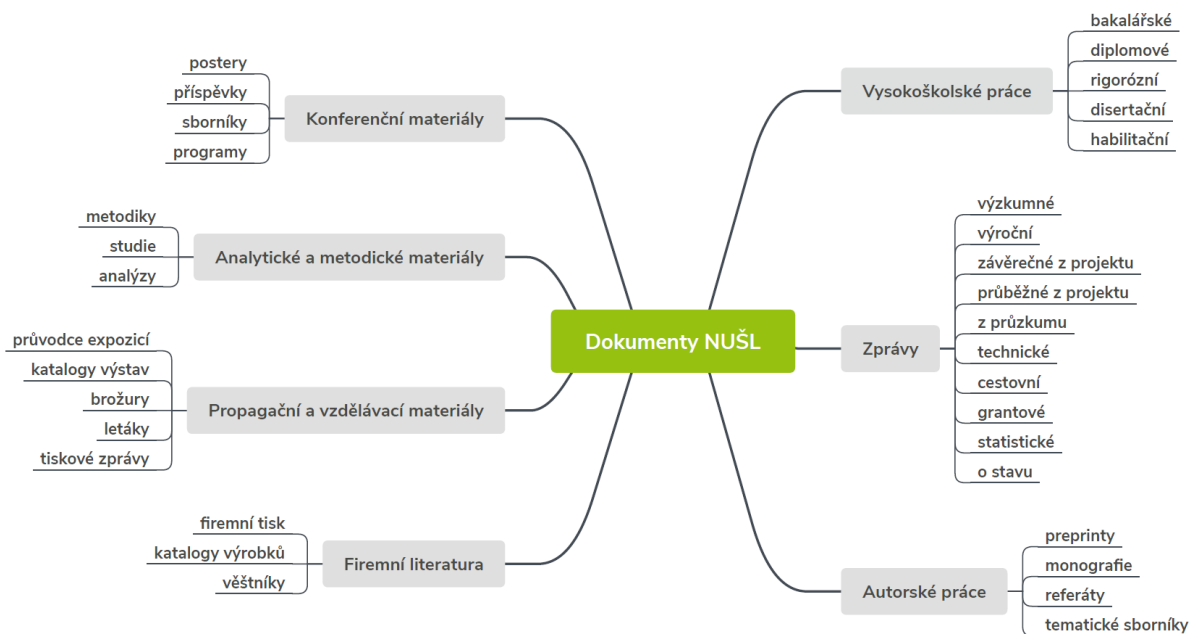 Dokumenty NUŠL
Konferenční materiály
postery
příspěvky
sborníky
programy
Analytické a metodické materiály
metodiky
studie
analýzy
Propagační a vzdělávací materiály
průvodce expozicí
katalogy výstav
brožury
letáky
tiskové zprávy
Firemní literatura
firemní tisk
katalogy výrobků
věštníky
Vysokoškolské práce
bakalářské
diplomové
rigorózní
disertační
habilitační
Zprávy
výzkumné
výroční
závěrečné z projektu
průběžné z projektu
z průzkumu
technické
cestovní
grantové
statistické
o stavu
Autorské práce
preprinty
monografie
referáty
tematické sborníky